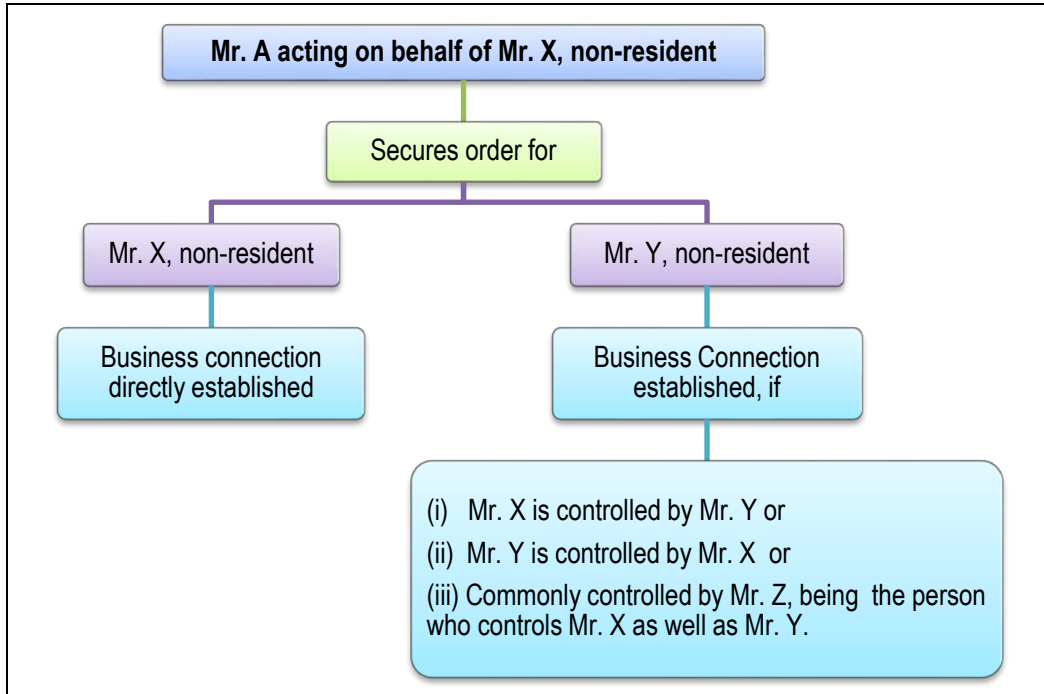 Mr. A acting on behalf of Mr. X, non-resident
Secures order for
Mr. X, non-resident
Mr. Y, non-resident
Business connection
directly established
Business Connection
established, if
(i) Mr. X is controlled by Mr. Y or
(ii) Mr. Y is controlled by Mr. X or
(iii) Commonly controlled by Mr. Z, being the person
who controls Mr. X as well as Mr. Y.